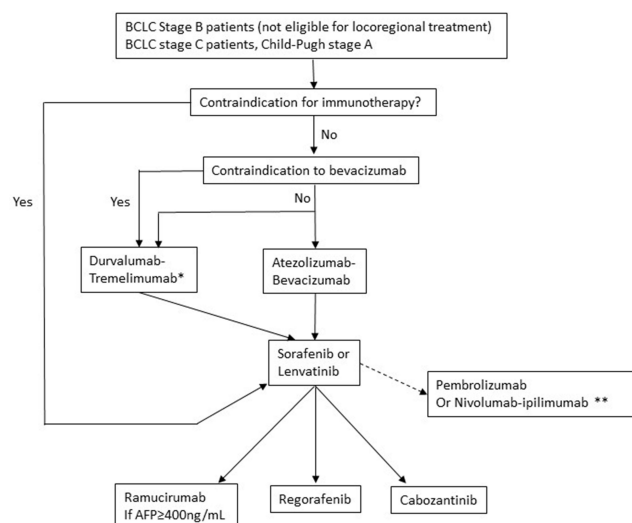 BCLC Stage B patients (not eligible for locoregional treatment)
BCLC stage C patients, Child-Pugh stage A
Contraindication for immunotherapy?
No
Contraindication to bevacizumab
Yes
Yes
No
Durvalumab-
Tremelimumab*
Atezolizumab-
Bevacizumab
Sorafenib or
Lenvatinib
Pembrolizumab
Or Nivolumab-ipilimumab **
Ramucirumab
If AFP≥400ng/mL
Regorafenib
Cabozantinib